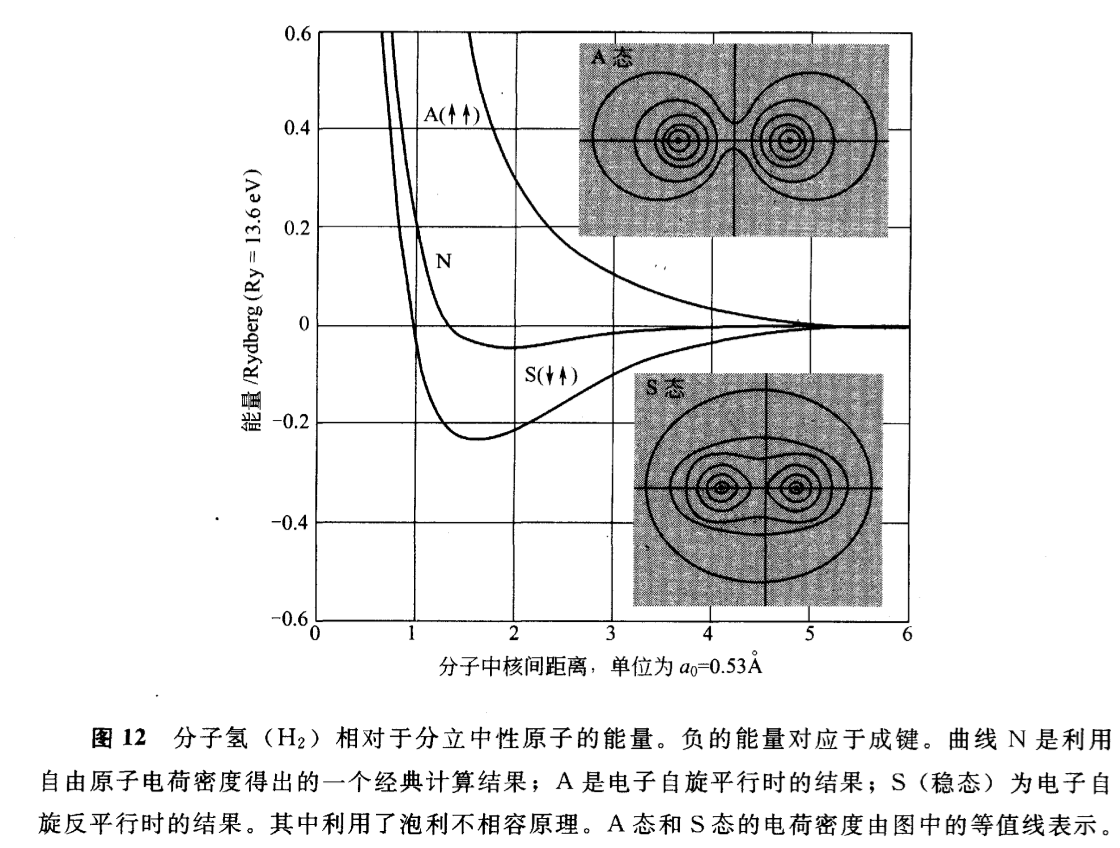 0.6
A 态
A(↑↑)
0.4
0.2
N
0
S(↓↑)
S 态
−0.2
−0.4
−0.6
能量 /Rydberg (Ry = 13.6 eV)
0 1 2 3 4 5 6
分子中核间距离，单位为 a₀=0.53Å
图 12 分子氢（H₂）相对于分立中性原子的能量。负的能量对应于成键。曲线 N 是利用
自由原子电荷密度得出的一个经典计算结果；A 是电子自旋平行时的结果；S（稳态）为电子自
旋反平行时的结果。其中利用了泡利不相容原理。A 态和 S 态的电荷密度由图中的等值线表示。